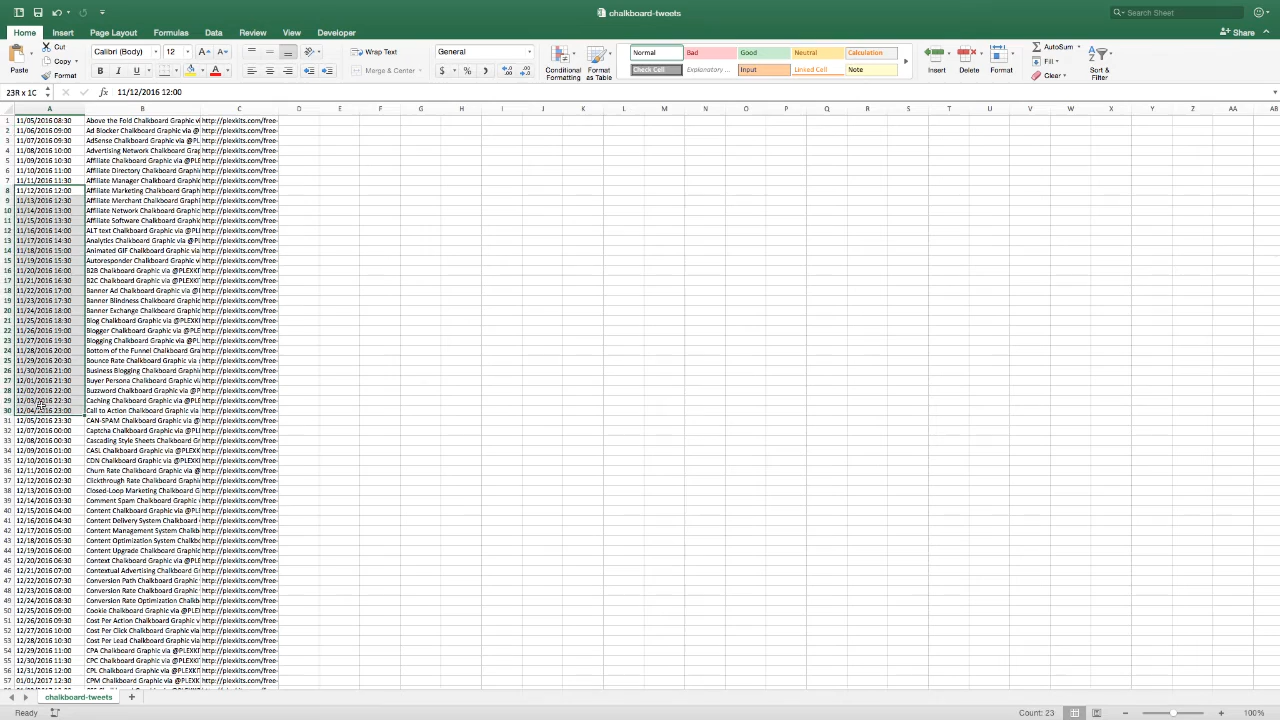 chalkboard-tweets
Search Sheet
Home Insert Page Layout Formulas Data Review View Developer
Share
Paste
Cut
Copy
Format
Calibri (Body) 12
B I U
Wrap Text
Merge & Center
General
Conditional Formatting
Format as Table
Normal Bad Good Neutral Calculation
Check Cell Explanatory ... Input Linked Cell Note
Insert Delete Format
AutoSum
Fill
Clear
Sort & Filter
23R x 1C fx 11/12/2016 12:00
A B C D E F G H I J K L M N O P Q R S T U V W X Y Z AA AB
1 11/05/2016 08:30 Above the Fold Chalkboard Graphic v http://plexkits.com/free-
2 11/06/2016 09:00 Ad Blocker Chalkboard Graphic via @ http://plexkits.com/free-
3 11/07/2016 09:30 AdSense Chalkboard Graphic via @PL http://plexkits.com/free-
4 11/08/2016 10:00 Advertising Network Chalkboard Grap http://plexkits.com/free-
5 11/09/2016 10:30 Affiliate Chalkboard Graphic via @PLE http://plexkits.com/free-
6 11/10/2016 11:00 Affiliate Directory Chalkboard Graphic http://plexkits.com/free-
7 11/11/2016 11:30 Affiliate Manager Chalkboard Graphic http://plexkits.com/free-
8 11/12/2016 12:00 Affiliate Marketing Chalkboard Graph http://plexkits.com/free-
9 11/13/2016 12:30 Affiliate Merchant Chalkboard Graph http://plexkits.com/free-
10 11/14/2016 13:00 Affiliate Network Chalkboard Graphi http://plexkits.com/free-
11 11/15/2016 13:30 Affiliate Software Chalkboard Graphi http://plexkits.com/free-
12 11/16/2016 14:00 ALT text Chalkboard Graphic via @PL http://plexkits.com/free-
13 11/17/2016 14:30 Analytics Chalkboard Graphic via @PL http://plexkits.com/free-
14 11/18/2016 15:00 Animated GIF Chalkboard Graphic via http://plexkits.com/free-
15 11/19/2016 15:30 Autoresponder Chalkboard Graphic vi http://plexkits.com/free-
16 11/20/2016 16:00 B2B Chalkboard Graphic via @PLEXKIT http://plexkits.com/free-
17 11/21/2016 16:30 B2C Chalkboard Graphic via @PLEXKIT http://plexkits.com/free-
18 11/22/2016 17:00 Banner Ad Chalkboard Graphic via @P http://plexkits.com/free-
19 11/23/2016 17:30 Banner Blindness Chalkboard Graphic http://plexkits.com/free-
20 11/24/2016 18:00 Banner Exchange Chalkboard Graphic http://plexkits.com/free-
21 11/25/2016 18:30 Blog Chalkboard Graphic via @PLEXKI http://plexkits.com/free-
22 11/26/2016 19:00 Blogger Chalkboard Graphic via @PLE http://plexkits.com/free-
23 11/27/2016 19:30 Blogging Chalkboard Graphic via @PL http://plexkits.com/free-
24 11/28/2016 20:00 Bottom of the Funnel Chalkboard Gra http://plexkits.com/free-
25 11/29/2016 20:30 Bounce Rate Chalkboard Graphic via http://plexkits.com/free-
26 11/30/2016 21:00 Business Blogging Chalkboard Graphic http://plexkits.com/free-
27 12/01/2016 21:30 Buyer Persona Chalkboard Graphic vi http://plexkits.com/free-
28 12/02/2016 22:00 Buzzword Chalkboard Graphic via @P http://plexkits.com/free-
29 12/03/2016 22:30 Caching Chalkboard Graphic via @PLE http://plexkits.com/free-
30 12/04/2016 23:00 Call to Action Chalkboard Graphic via http://plexkits.com/free-
31 12/05/2016 23:30 CAN-SPAM Chalkboard Graphic via @ http://plexkits.com/free-
32 12/07/2016 00:00 Captcha Chalkboard Graphic via @PL http://plexkits.com/free-
33 12/08/2016 00:30 Cascading Style Sheets Chalkboard Gr http://plexkits.com/free-
34 12/09/2016 01:00 CASL Chalkboard Graphic via @PLEXK http://plexkits.com/free-
35 12/10/2016 01:30 CDN Chalkboard Graphic via @PLEXKI http://plexkits.com/free-
36 12/11/2016 02:00 Churn Rate Chalkboard Graphic via @ http://plexkits.com/free-
37 12/12/2016 02:30 Clickthrough Rate Chalkboard Graphic http://plexkits.com/free-
38 12/13/2016 03:00 Closed-Loop Marketing Chalkboard G http://plexkits.com/free-
39 12/14/2016 03:30 Comment Spam Chalkboard Graphic v http://plexkits.com/free-
40 12/15/2016 04:00 Content Chalkboard Graphic via @PLE http://plexkits.com/free-
41 12/16/2016 04:30 Content Delivery System Chalkboard http://plexkits.com/free-
42 12/17/2016 05:00 Content Management System Chalkb http://plexkits.com/free-
43 12/18/2016 05:30 Content Optimization System Chalkb http://plexkits.com/free-
44 12/19/2016 06:00 Content Upgrade Chalkboard Graphic http://plexkits.com/free-
45 12/20/2016 06:30 Context Chalkboard Graphic via @PLE http://plexkits.com/free-
46 12/21/2016 07:00 Contextual Advertising Chalkboard G http://plexkits.com/free-
47 12/22/2016 07:30 Conversion Path Chalkboard Graphic http://plexkits.com/free-
48 12/23/2016 08:00 Conversion Rate Chalkboard Graphic http://plexkits.com/free-
49 12/24/2016 08:30 Conversion Rate Optimization Chalkb http://plexkits.com/free-
50 12/25/2016 09:00 Cookie Chalkboard Graphic via @PLEX http://plexkits.com/free-
51 12/26/2016 09:30 Cost Per Action Chalkboard Graphic v http://plexkits.com/free-
52 12/27/2016 10:00 Cost Per Click Chalkboard Graphic via http://plexkits.com/free-
53 12/28/2016 10:30 Cost Per Lead Chalkboard Graphic via http://plexkits.com/free-
54 12/29/2016 11:00 CPA Chalkboard Graphic via @PLEXKIT http://plexkits.com/free-
55 12/30/2016 11:30 CPC Chalkboard Graphic via @PLEXKIT http://plexkits.com/free-
56 12/31/2016 12:00 CPL Chalkboard Graphic via @PLEXKIT http://plexkits.com/free-
57 01/01/2017 12:30 CPM Chalkboard Graphic via @PLEXKI http://plexkits.com/free-
chalkboard-tweets
Ready Count: 23 100%